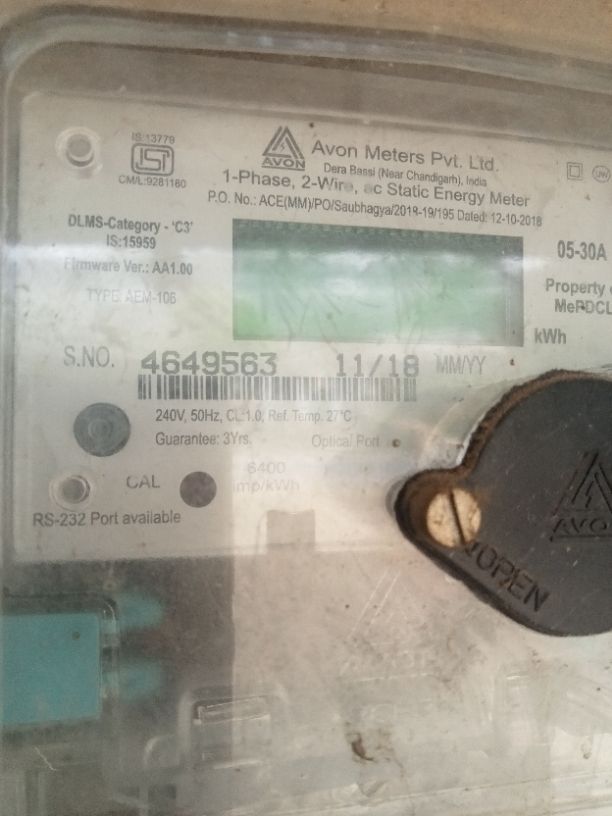 IS:13779
ISI
CM/L:9281180
AVON
Avon Meters Pvt. Ltd.
Dera Bassi (Near Chandigarh), India
1-Phase, 2-Wire, ac Static Energy Meter
P.O. No.: ACE(MM)/PO/Saubhagya/2018-19/195 Dated: 12-10-2018
UW
DLMS-Category - 'C3'
IS:15959
Firmware Ver.: AA1.00
TYPE: AEM-106
05-30A
Property
MePDCL
kWh
S.NO. 4649563 11/18 MM/YY
240V, 50Hz, CL:1.0, Ref. Temp. 27°C
Guarantee: 3Yrs. Optical Port
CAL
6400
imp/kWh
RS-232 Port available
AVON
OPEN